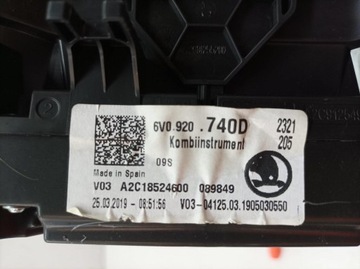 6V0.920 .740D 2321
Kombiinstrument 205
09S
Made in Spain
V03 A2C18524600 089849
25.03.2019 - 08:51:56 V03-04125.03.1905030550